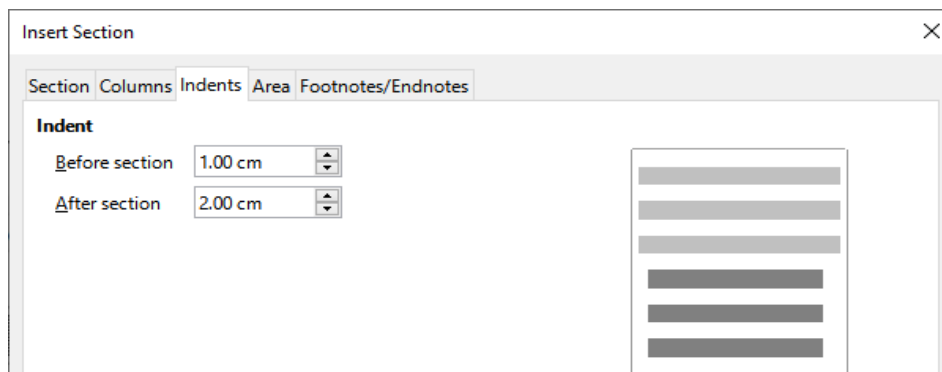 Insert Section
Section Columns Indents Area Footnotes/Endnotes
Indent
Before section 1.00 cm
After section 2.00 cm